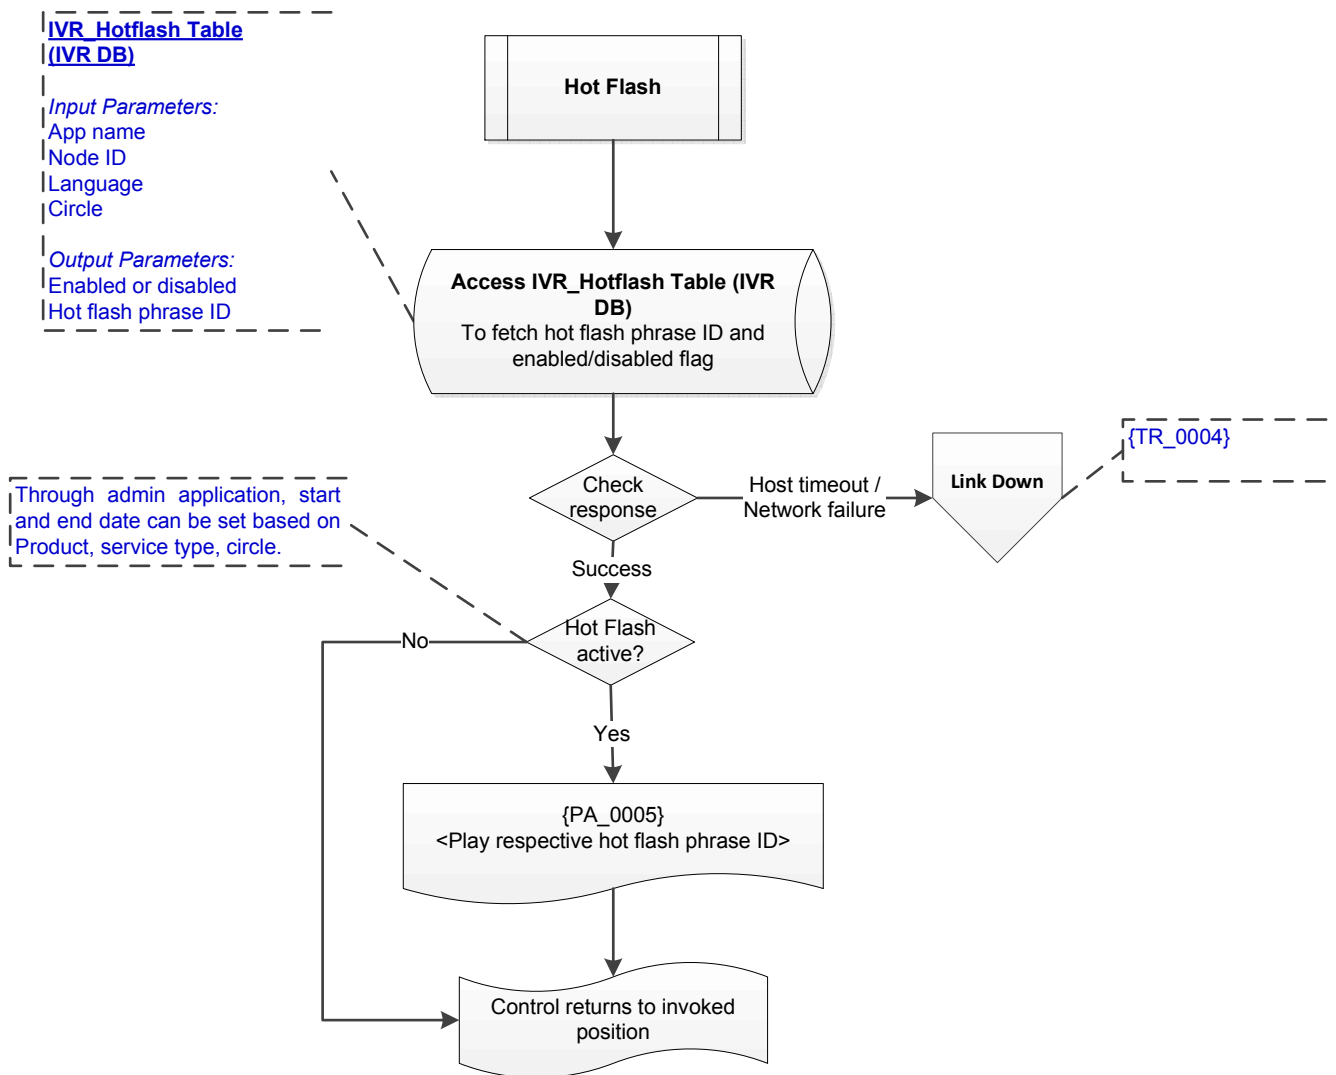 IVR_Hotflash Table
(IVR DB)
Input Parameters:
App name
Node ID
Language
Circle
Output Parameters:
Enabled or disabled
Hot flash phrase ID
Hot Flash
Access IVR_Hotflash Table (IVR
DB)
To fetch hot flash phrase ID and
enabled/disabled flag
Check
response
Host timeout /
Network failure
Link Down
{TR_0004}
Success
Through admin application, start
and end date can be set based on
Product, service type, circle.
Hot Flash
active?
No
Yes
{PA_0005}
<Play respective hot flash phrase ID>
Control returns to invoked
position